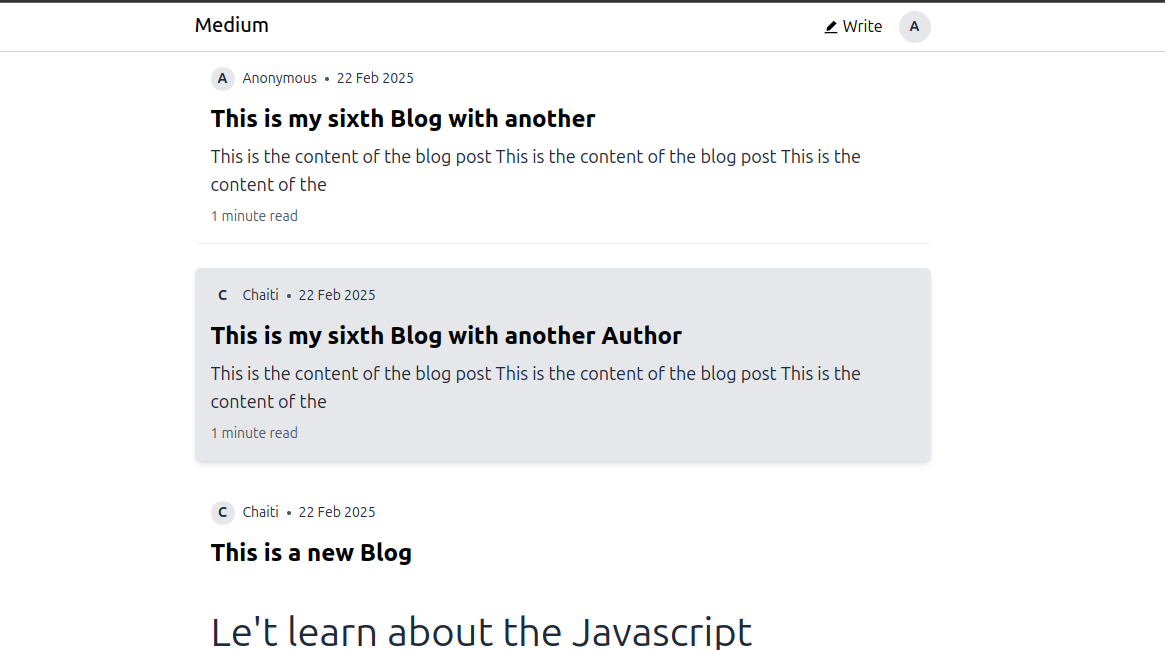 Medium
Write
A
A Anonymous • 22 Feb 2025
This is my sixth Blog with another
This is the content of the blog post This is the content of the blog post This is the
content of the
1 minute read
C Chaiti • 22 Feb 2025
This is my sixth Blog with another Author
This is the content of the blog post This is the content of the blog post This is the
content of the
1 minute read
C Chaiti • 22 Feb 2025
This is a new Blog
Le't learn about the Javascript